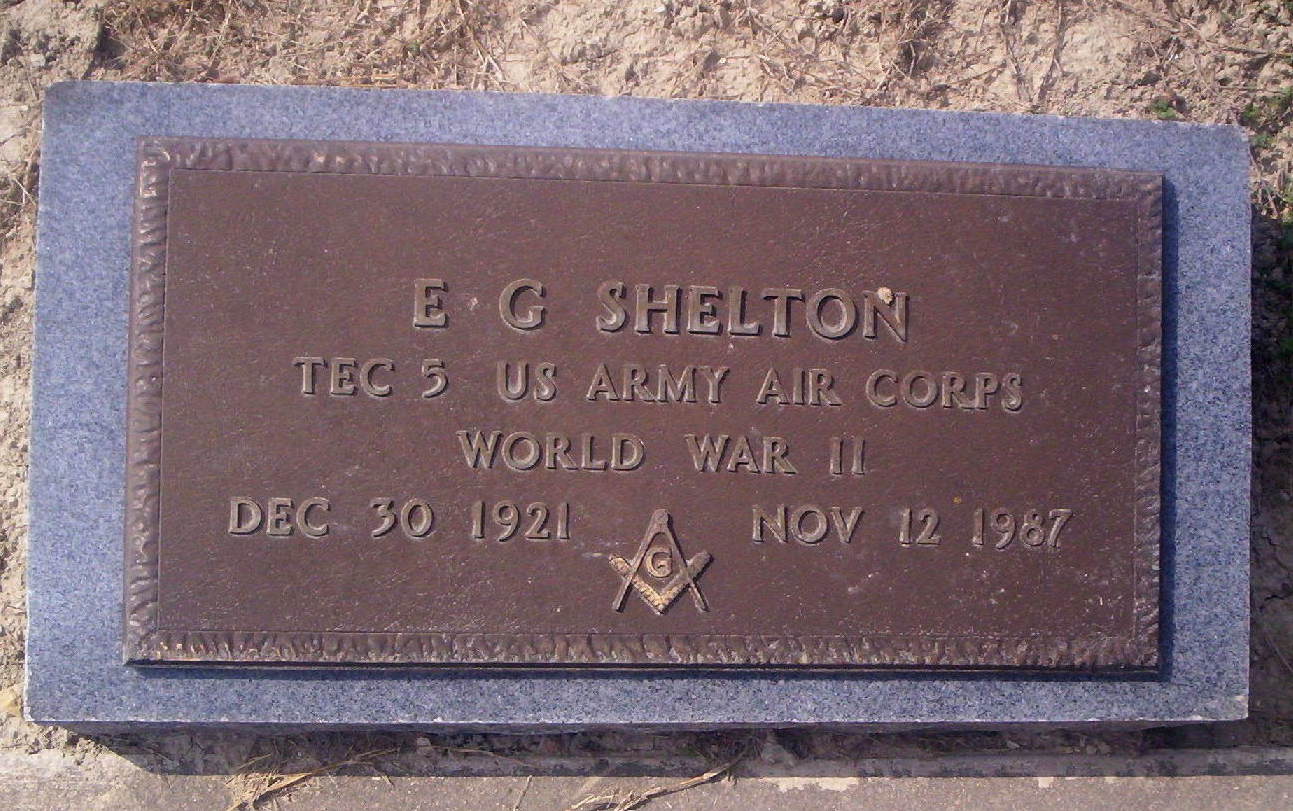 E G SHELTON
TEC 5 US ARMY AIR CORPS
WORLD WAR II
DEC 30 1921 NOV 12 1987
G